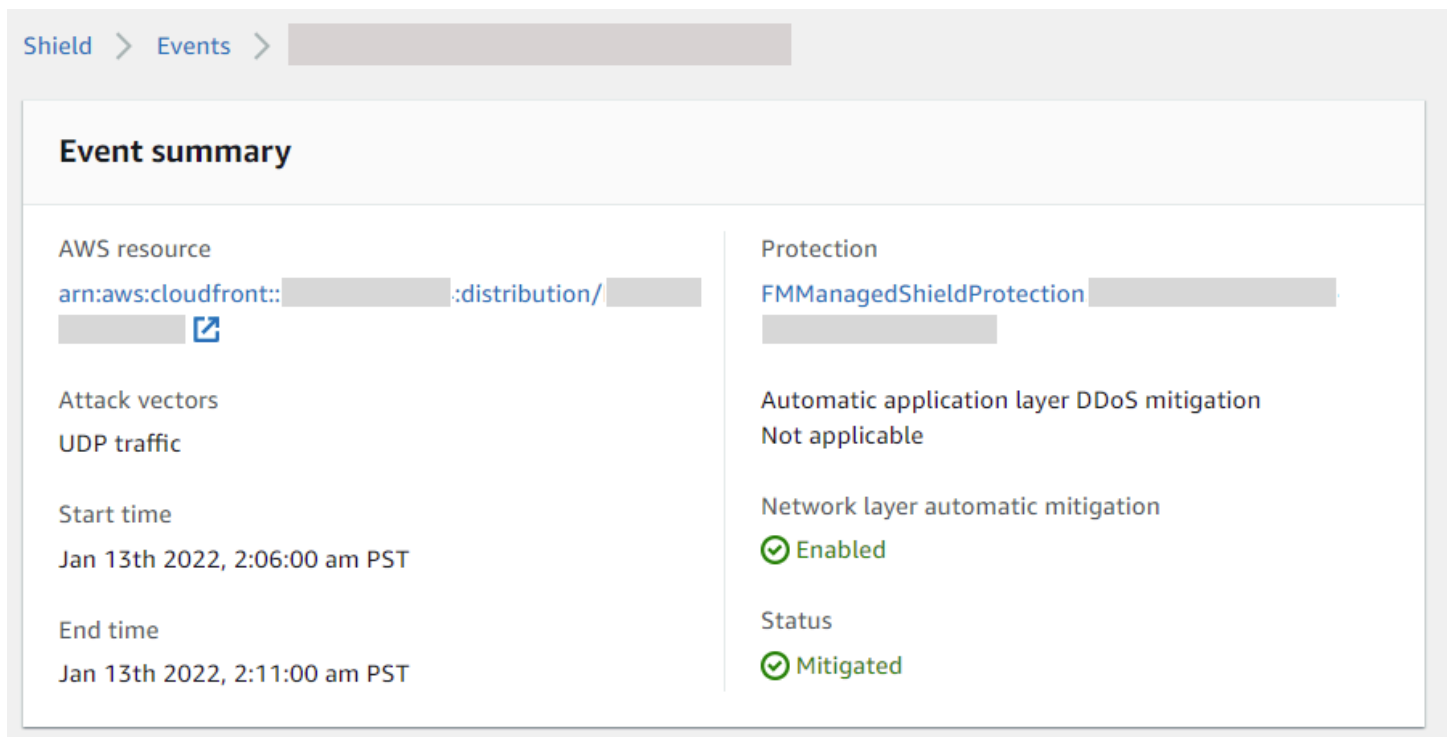 Shield > Events >
Event summary
AWS resource
arn:aws:cloudfront:: :distribution/
Attack vectors
UDP traffic
Start time
Jan 13th 2022, 2:06:00 am PST
End time
Jan 13th 2022, 2:11:00 am PST
Protection
FMManagedShieldProtection
Automatic application layer DDoS mitigation
Not applicable
Network layer automatic mitigation
Enabled
Status
Mitigated